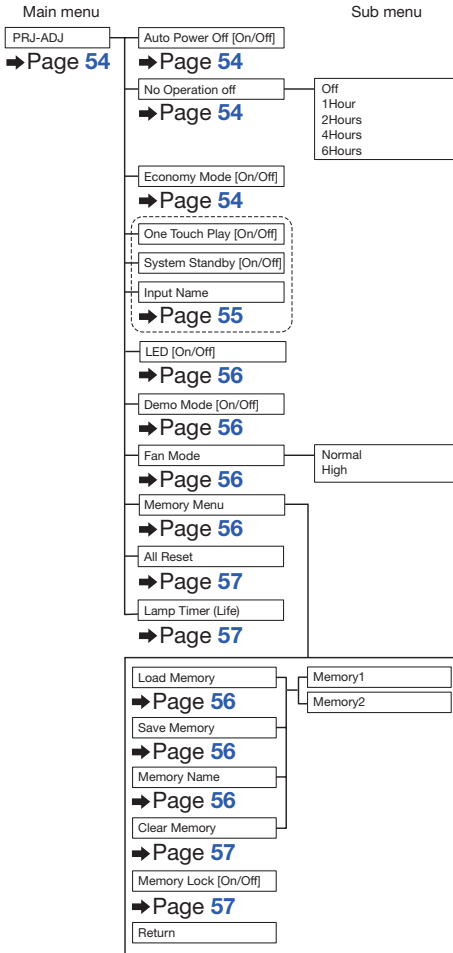 Main menu
Sub menu
PRJ-ADJ
➡Page 54
Auto Power Off [On/Off]
➡Page 54
No Operation off
➡Page 54
Off
1Hour
2Hours
4Hours
6Hours
Economy Mode [On/Off]
➡Page 54
One Touch Play [On/Off]
System Standby [On/Off]
Input Name
➡Page 55
LED [On/Off]
➡Page 56
Demo Mode [On/Off]
➡Page 56
Fan Mode
➡Page 56
Normal
High
Memory Menu
➡Page 56
All Reset
➡Page 57
Lamp Timer (Life)
➡Page 57
Load Memory
➡Page 56
Memory1
Memory2
Save Memory
➡Page 56
Memory Name
➡Page 56
Clear Memory
➡Page 57
Memory Lock [On/Off]
➡Page 57
Return